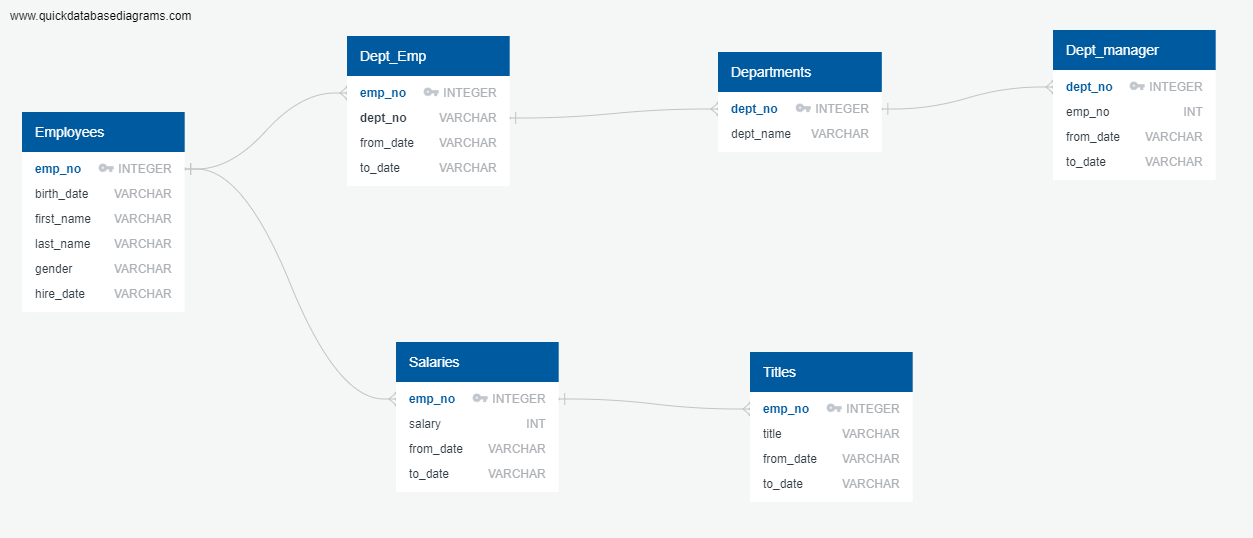 www.quickdatabasediagrams.com
Employees
emp_no INTEGER
birth_date VARCHAR
first_name VARCHAR
last_name VARCHAR
gender VARCHAR
hire_date VARCHAR
Dept_Emp
emp_no INTEGER
dept_no VARCHAR
from_date VARCHAR
to_date VARCHAR
Departments
dept_no INTEGER
dept_name VARCHAR
Dept_manager
dept_no INTEGER
emp_no INT
from_date VARCHAR
to_date VARCHAR
Salaries
emp_no INTEGER
salary INT
from_date VARCHAR
to_date VARCHAR
Titles
emp_no INTEGER
title VARCHAR
from_date VARCHAR
to_date VARCHAR